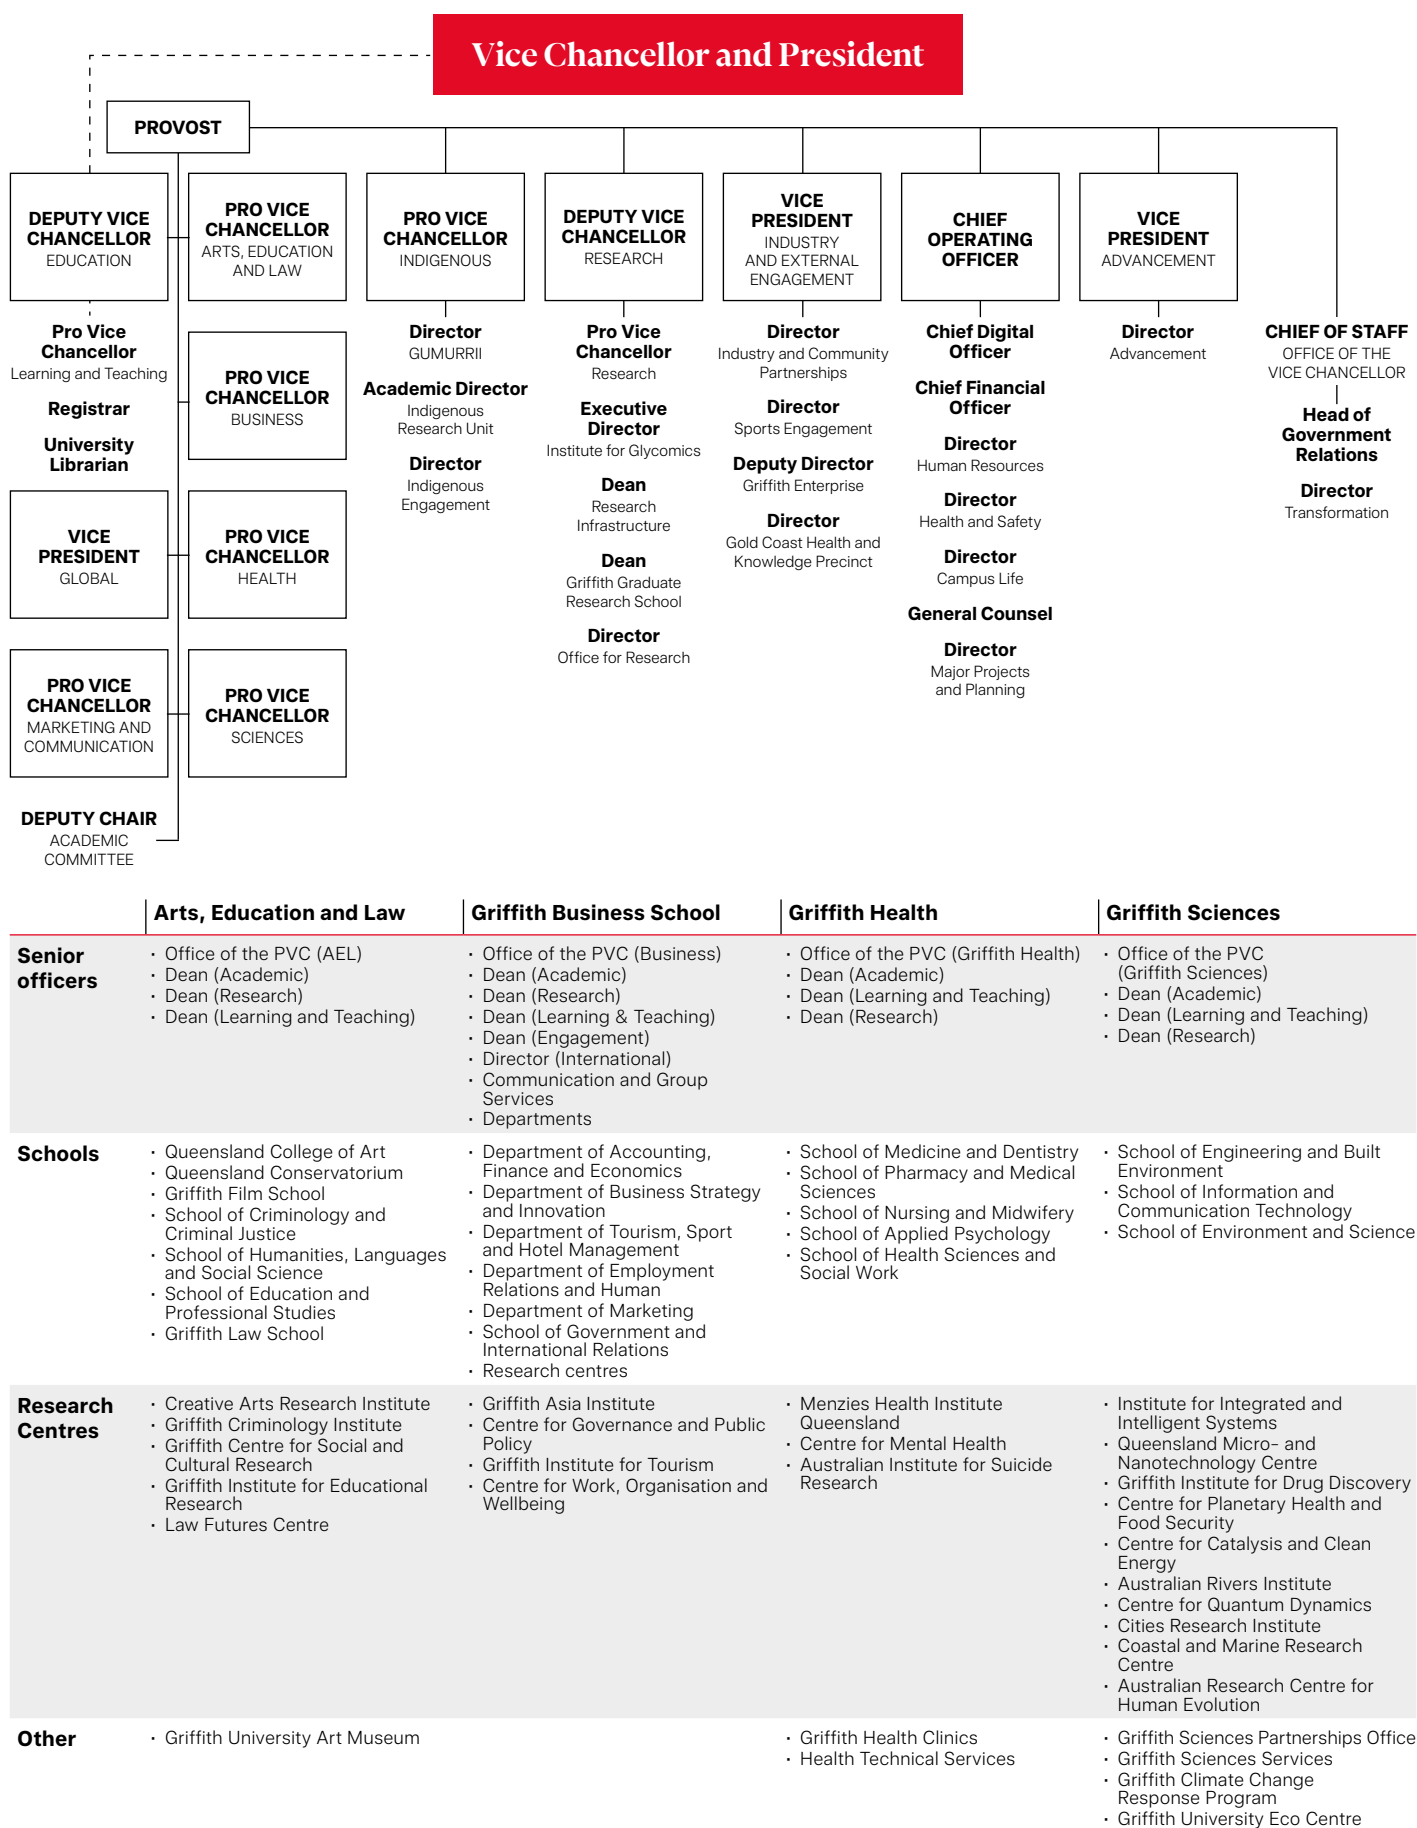 Vice Chancellor and President
PROVOST
DEPUTY VICE
CHANCELLOR
EDUCATION
Pro Vice
Chancellor
Learning and Teaching
Registrar
University
Librarian
PRO VICE
CHANCELLOR
ARTS, EDUCATION
AND LAW
PRO VICE
CHANCELLOR
BUSINESS
VICE
PRESIDENT
GLOBAL
PRO VICE
CHANCELLOR
HEALTH
PRO VICE
CHANCELLOR
MARKETING AND
COMMUNICATION
PRO VICE
CHANCELLOR
SCIENCES
DEPUTY CHAIR
ACADEMIC
COMMITTEE
PRO VICE
CHANCELLOR
INDIGENOUS
Director
GUMURRII
Academic Director
Indigenous
Research Unit
Director
Indigenous
Engagement
DEPUTY VICE
CHANCELLOR
RESEARCH
Pro Vice
Chancellor
Research
Executive
Director
Institute for Glycomics
Dean
Research
Infrastructure
Dean
Griffith Graduate
Research School
Director
Office for Research
VICE
PRESIDENT
INDUSTRY
AND EXTERNAL
ENGAGEMENT
Director
Industry and Community
Partnerships
Director
Sports Engagement
Deputy Director
Griffith Enterprise
Director
Gold Coast Health and
Knowledge Precinct
CHIEF
OPERATING
OFFICER
Chief Digital
Officer
Chief Financial
Officer
Director
Human Resources
Director
Health and Safety
Director
Campus Life
General Counsel
Director
Major Projects
and Planning
VICE
PRESIDENT
ADVANCEMENT
Director
Advancement
CHIEF OF STAFF
OFFICE OF THE
VICE CHANCELLOR
Head of
Government
Relations
Director
Transformation
Arts, Education and Law
Griffith Business School
Griffith Health
Griffith Sciences
Senior
officers
· Office of the PVC (AEL)
· Dean (Academic)
· Dean (Research)
· Dean (Learning and Teaching)
· Office of the PVC (Business)
· Dean (Academic)
· Dean (Research)
· Dean (Learning & Teaching)
· Dean (Engagement)
· Director (International)
· Communication and Group
Services
· Departments
· Office of the PVC (Griffith Health)
· Dean (Academic)
· Dean (Learning and Teaching)
· Dean (Research)
· Office of the PVC
(Griffith Sciences)
· Dean (Academic)
· Dean (Learning and Teaching)
· Dean (Research)
Schools
· Queensland College of Art
· Queensland Conservatorium
· Griffith Film School
· School of Criminology and
Criminal Justice
· School of Humanities, Languages
and Social Science
· School of Education and
Professional Studies
· Griffith Law School
· Department of Accounting,
Finance and Economics
· Department of Business Strategy
and Innovation
· Department of Tourism, Sport
and Hotel Management
· Department of Employment
Relations and Human
· Department of Marketing
· School of Government and
International Relations
· Research centres
· School of Medicine and Dentistry
· School of Pharmacy and Medical
Sciences
· School of Nursing and Midwifery
· School of Applied Psychology
· School of Health Sciences and
Social Work
· School of Engineering and Built
Environment
· School of Information and
Communication Technology
· School of Environment and Science
Research
Centres
· Creative Arts Research Institute
· Griffith Criminology Institute
· Griffith Centre for Social and
Cultural Research
· Griffith Institute for Educational
Research
· Law Futures Centre
· Griffith Asia Institute
· Centre for Governance and Public
Policy
· Griffith Institute for Tourism
· Centre for Work, Organisation and
Wellbeing
· Menzies Health Institute
Queensland
· Centre for Mental Health
· Australian Institute for Suicide
Research
· Institute for Integrated and
Intelligent Systems
· Queensland Micro- and
Nanotechnology Centre
· Griffith Institute for Drug Discovery
· Centre for Planetary Health and
Food Security
· Centre for Catalysis and Clean
Energy
· Australian Rivers Institute
· Centre for Quantum Dynamics
· Cities Research Institute
· Coastal and Marine Research
Centre
· Australian Research Centre for
Human Evolution
Other
· Griffith University Art Museum
· Griffith Health Clinics
· Health Technical Services
· Griffith Sciences Partnerships Office
· Griffith Sciences Services
· Griffith Climate Change
Response Program
· Griffith University Eco Centre